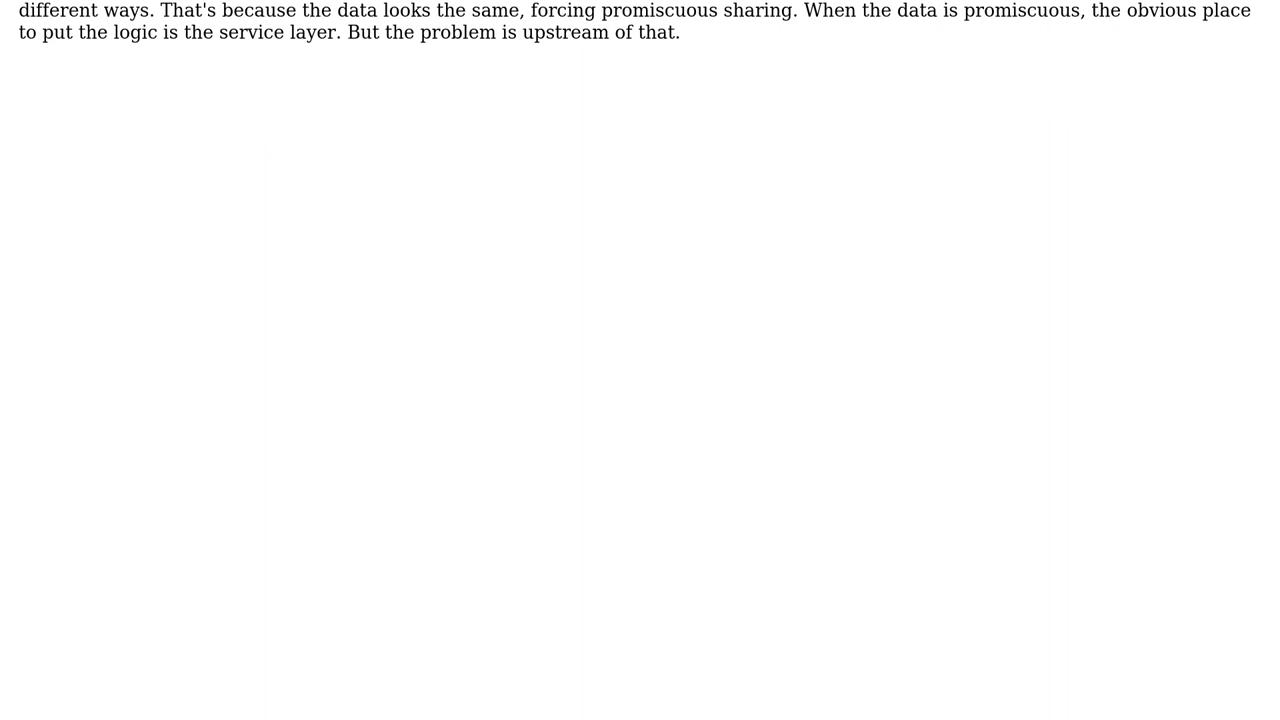 different ways. That's because the data looks the same, forcing promiscuous sharing. When the data is promiscuous, the obvious place
to put the logic is the service layer. But the problem is upstream of that.